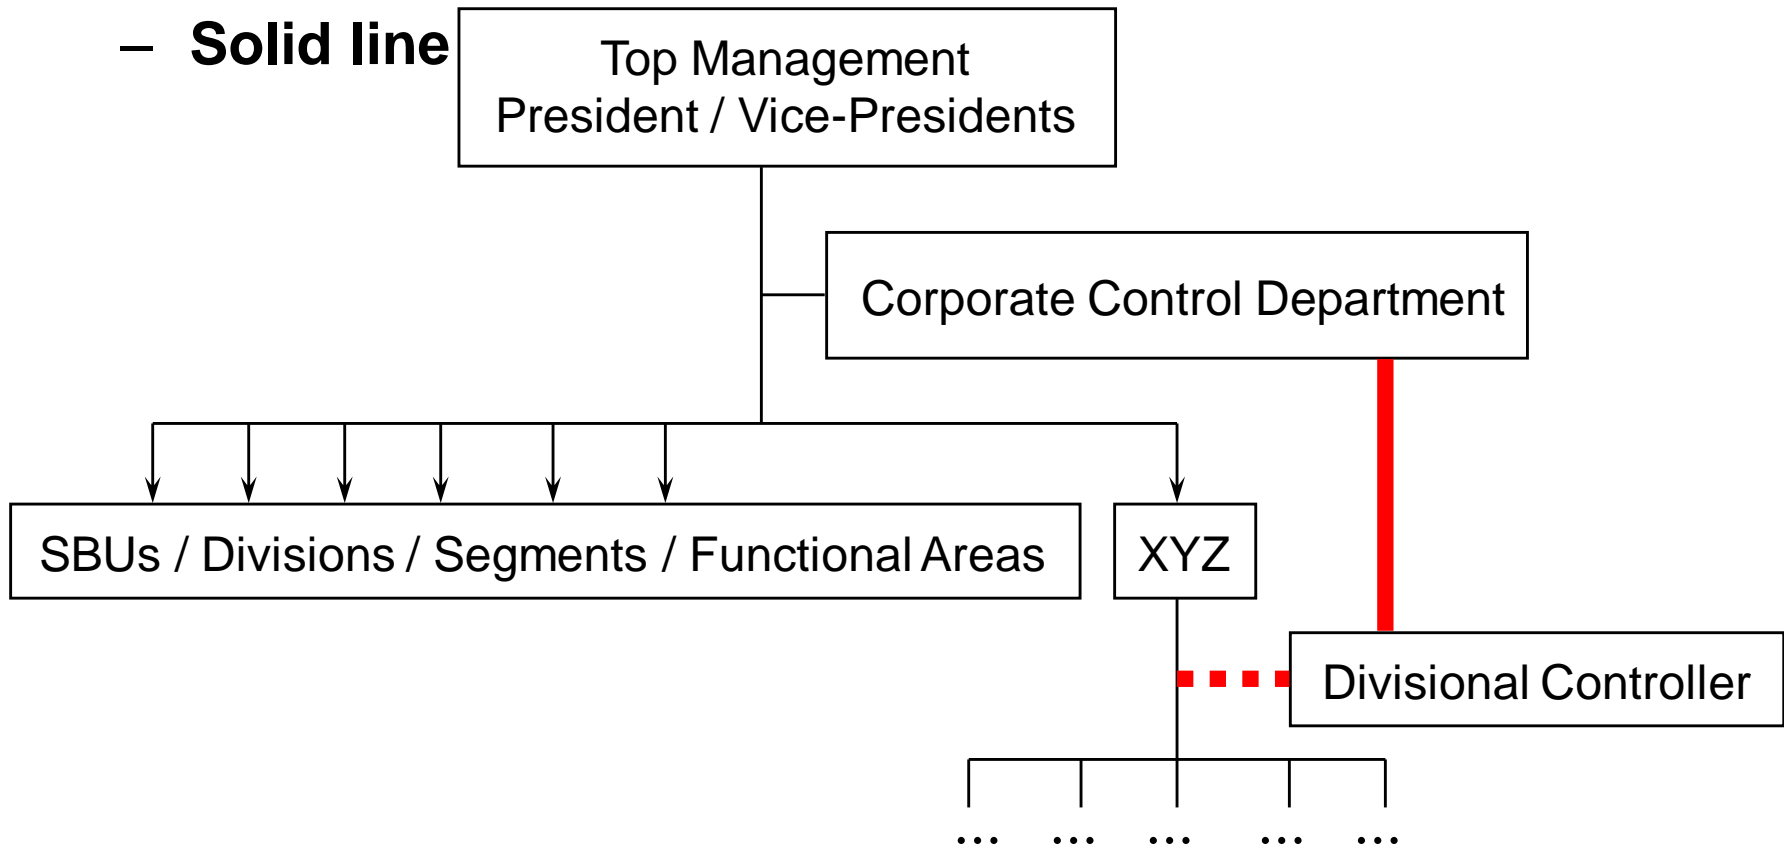 – Solid line
Top Management
President / Vice-Presidents
Corporate Control Department
SBUs / Divisions / Segments / Functional Areas
XYZ
Divisional Controller
... ... ... ... ...